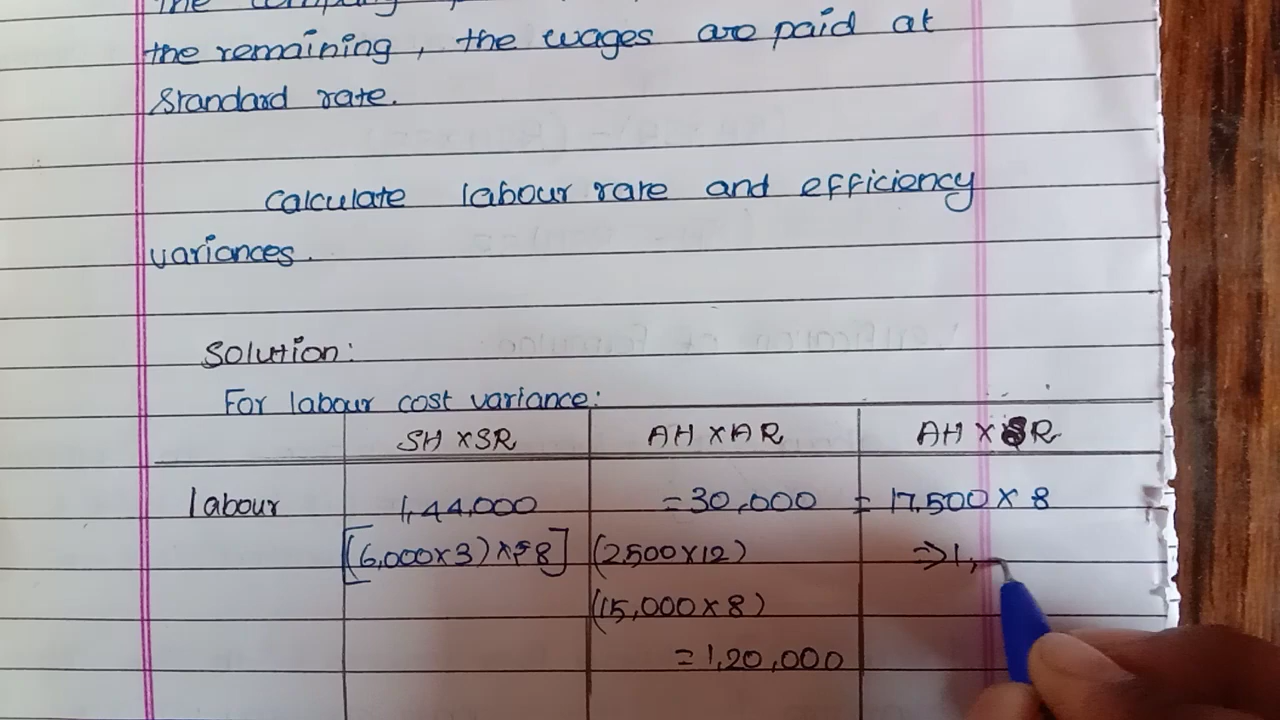 The company
the remaining, the wages are paid at
standard rate.
Calculate labour rate and efficiency
variances.
Solution:
For labour cost variance:
SH X SR AH X AR AH X SR
labour 1,44,000 = 30,000 = 17,500 X 8
[(6,000 X 3) X 8] (2,500 X 12) ⇒ 1,
(15,000 X 8)
= 1,20,000